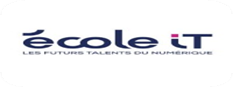 école iT
LES FUTURS TALENTS DU NUMÉRIQUE